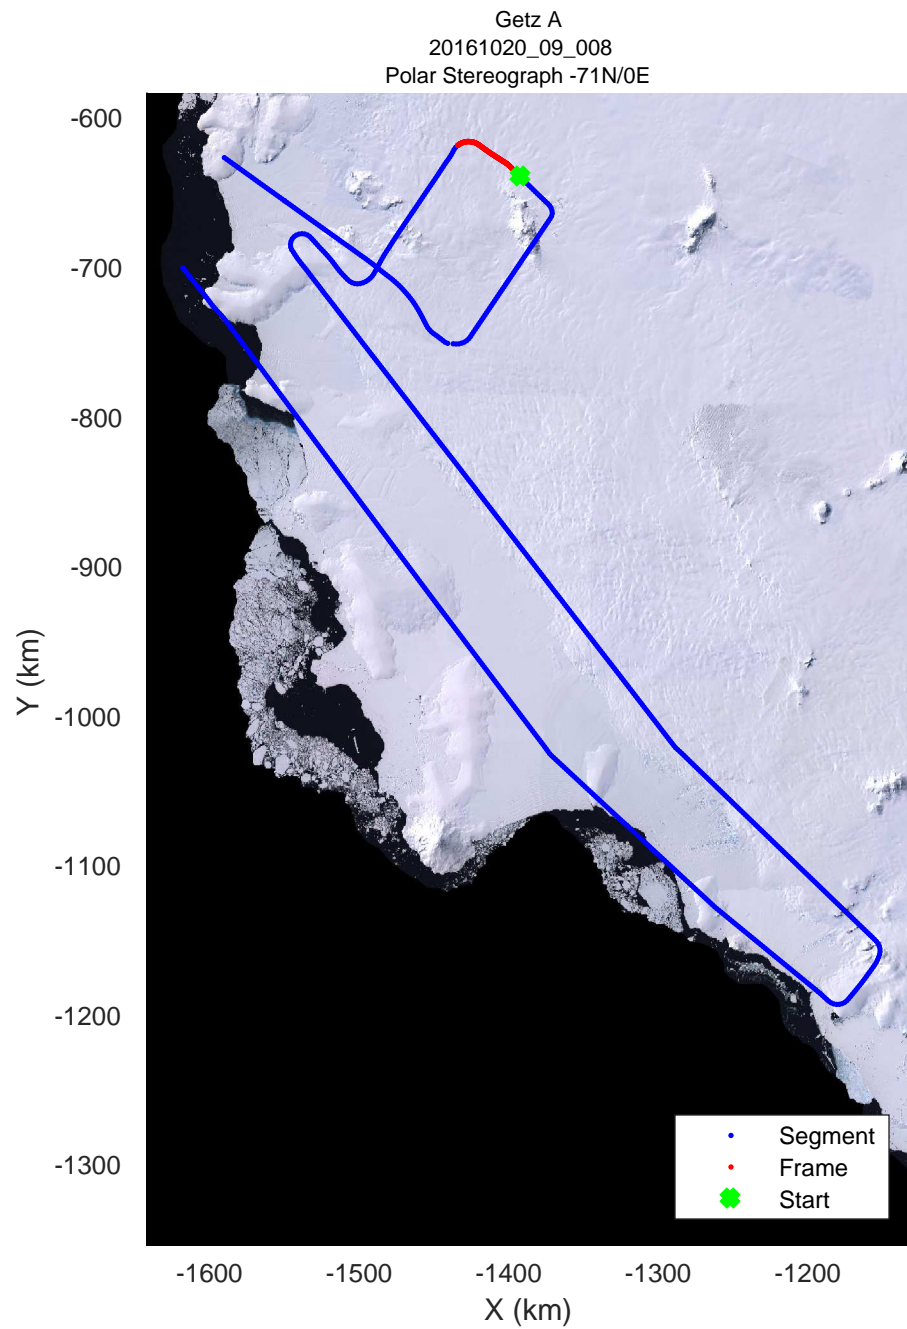 Getz A
20161020_09_008
Polar Stereograph -71N/0E
-600
-700
-800
-900
-1000
-1100
-1200
-1300
Y (km)
-1600
-1500
-1400
-1300
-1200
X (km)
Segment
Frame
Start